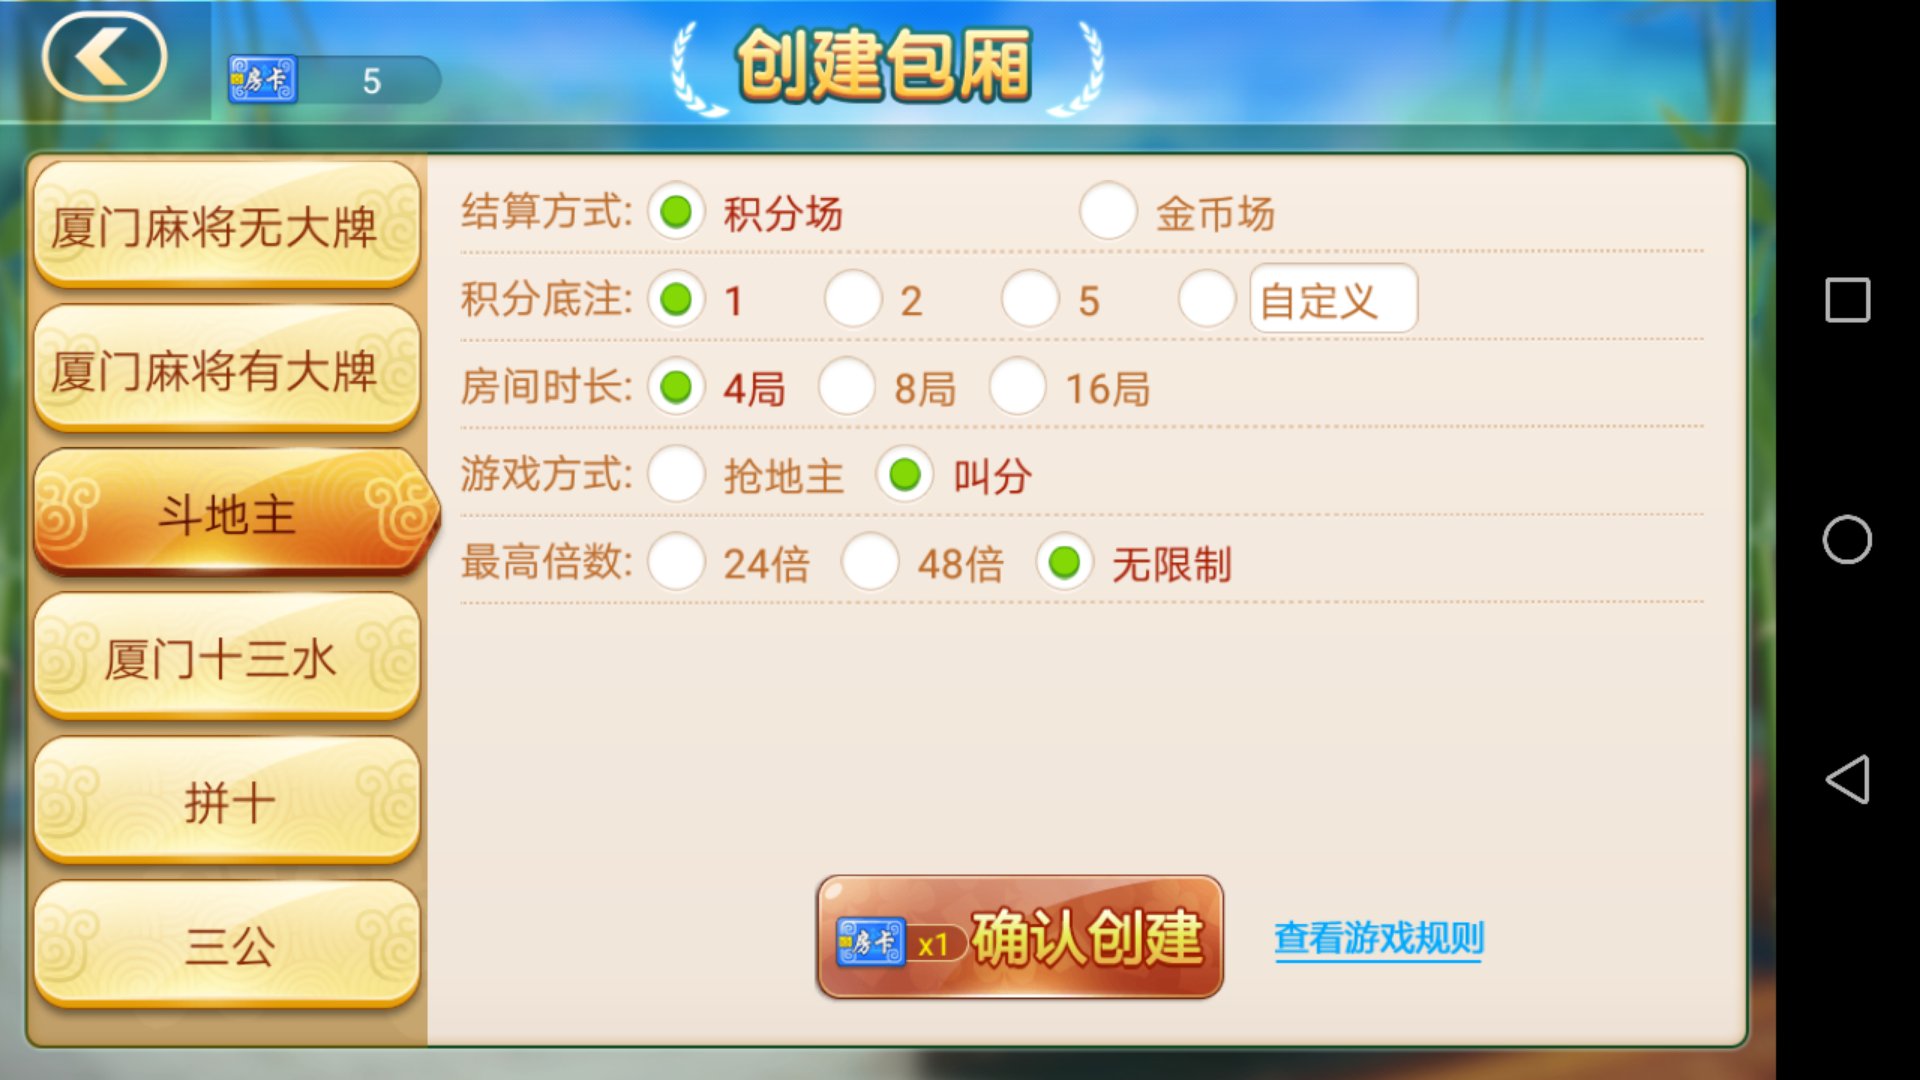 创建包厢
房卡 5
厦门麻将无大牌
厦门麻将有大牌
斗地主
厦门十三水
拼十
三公
结算方式: 积分场 金币场
积分底注: 1 2 5 自定义
房间时长: 4局 8局 16局
游戏方式: 抢地主 叫分
最高倍数: 24倍 48倍 无限制
房卡 x1 确认创建
查看游戏规则